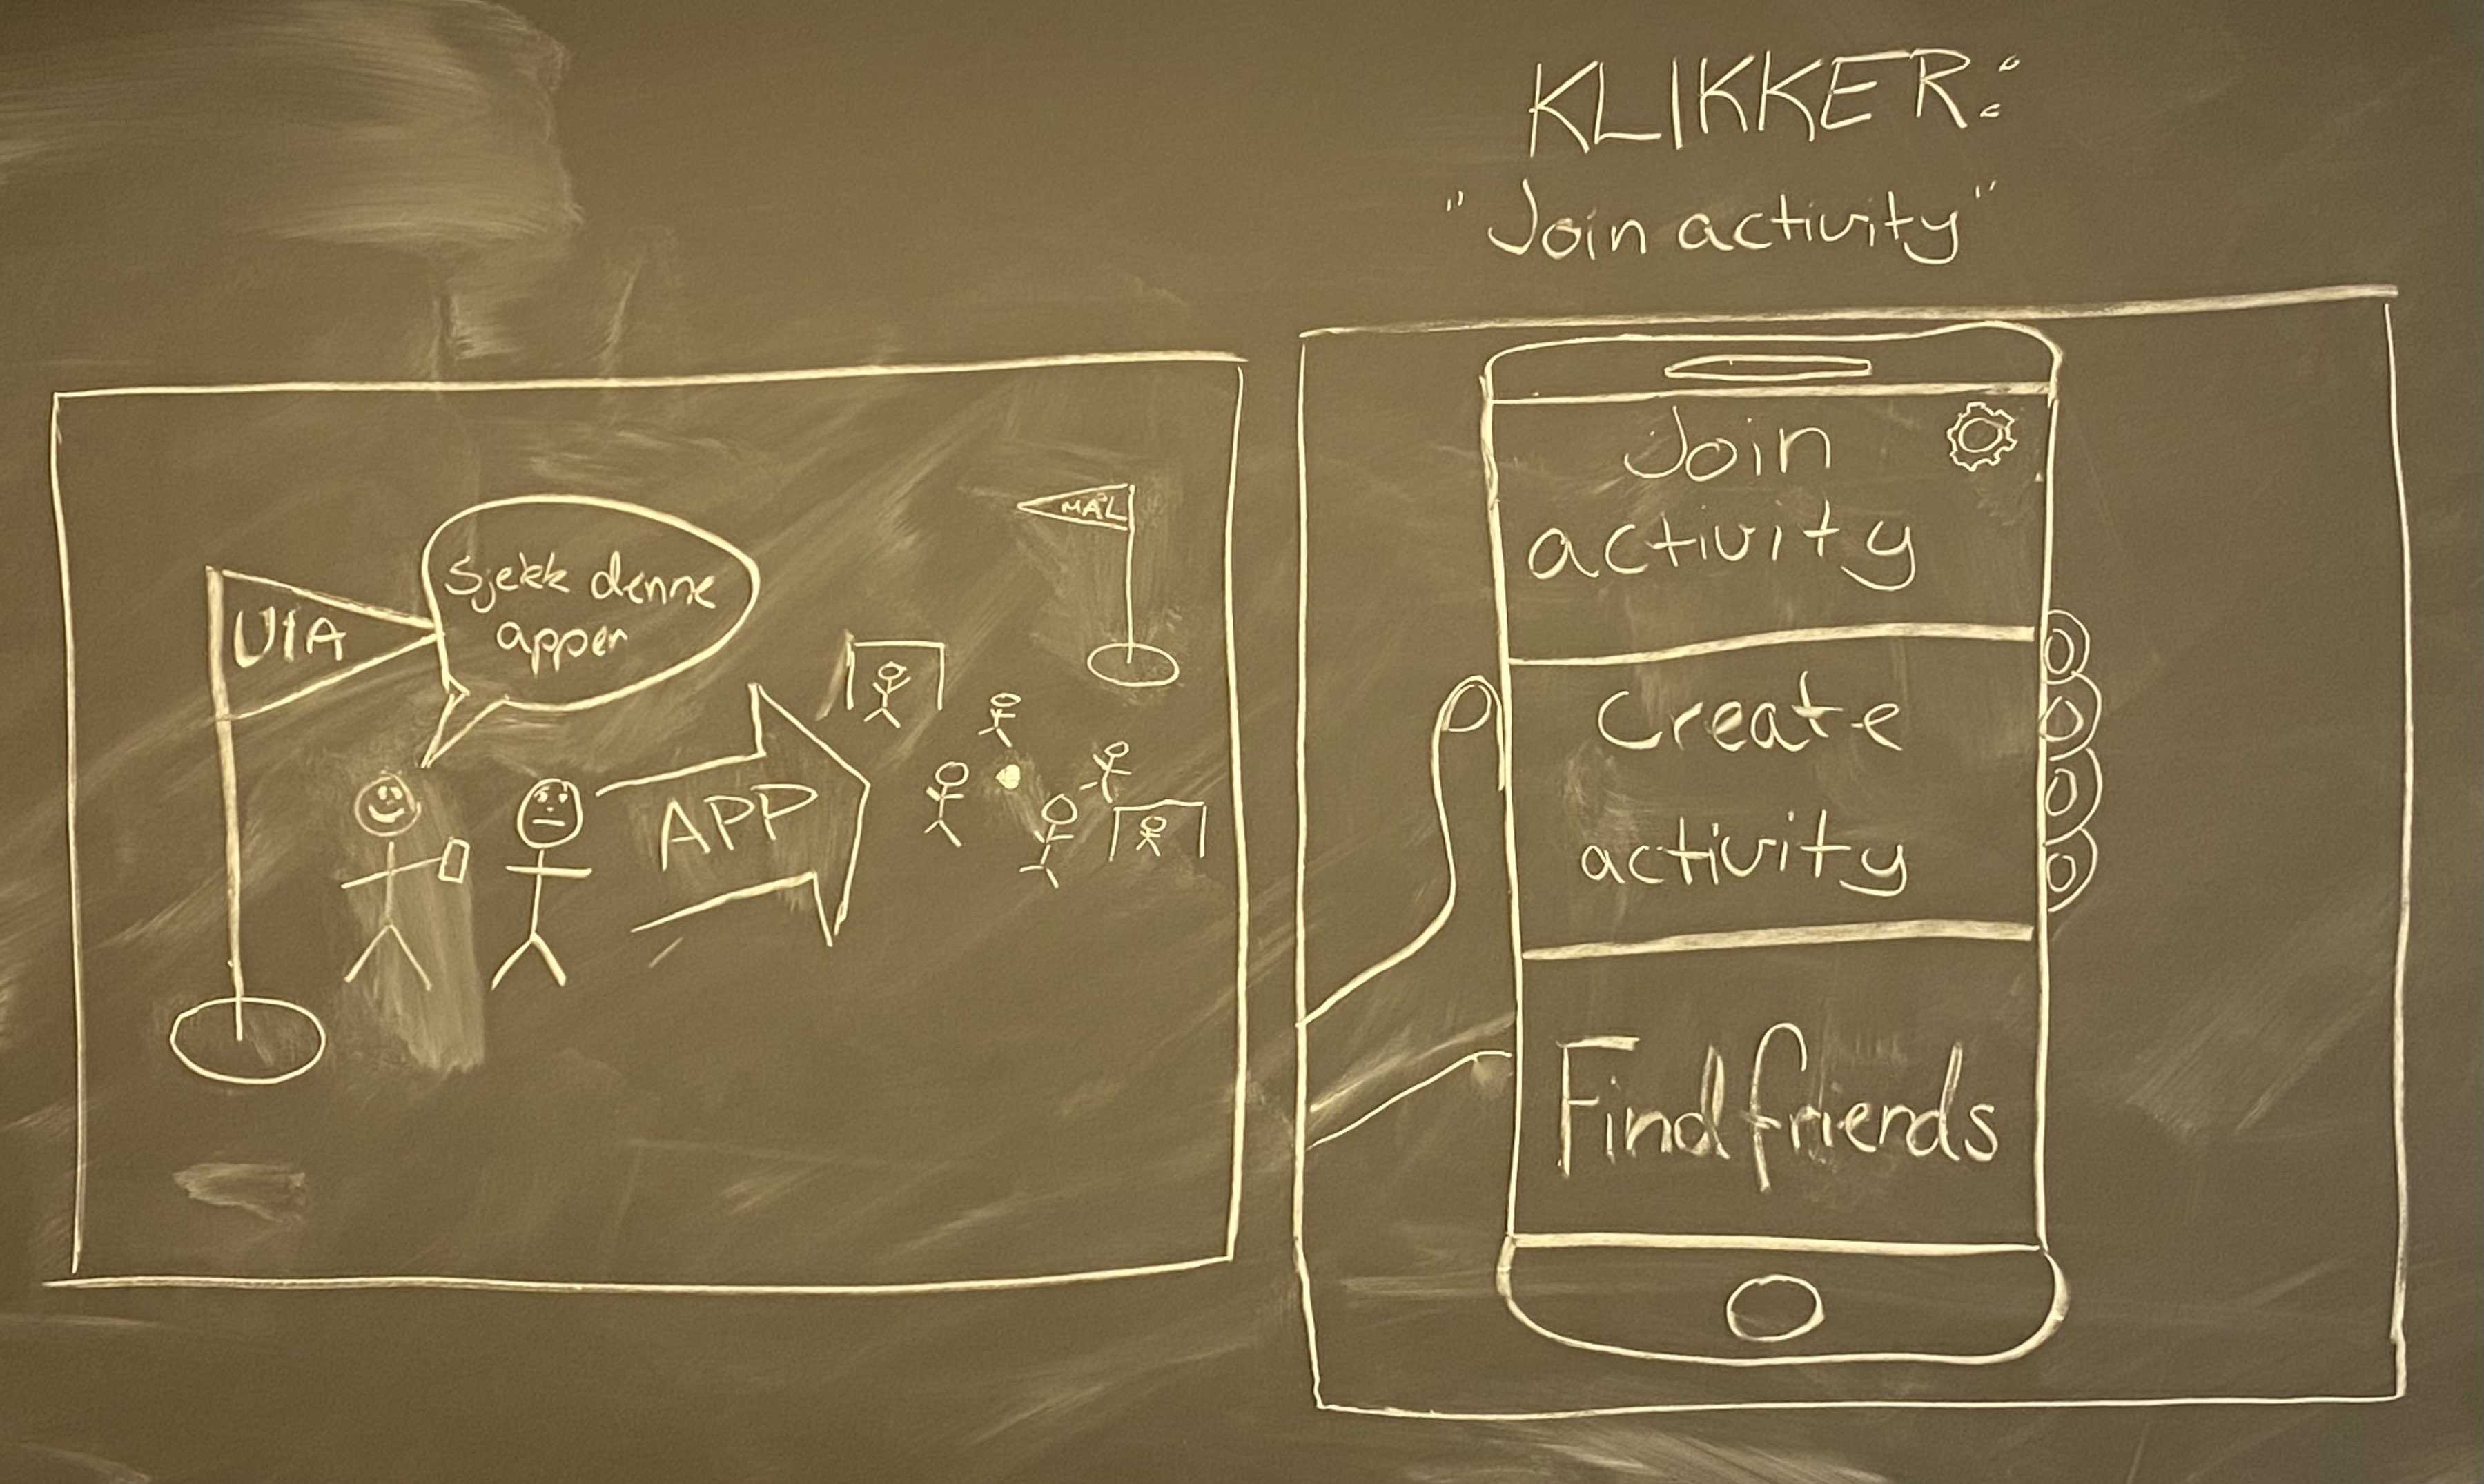 UIA
Sjekk denne
appen
APP
MÅL
KLIKKER:
"Join activity"
Join
activity
Create
activity
Find friends